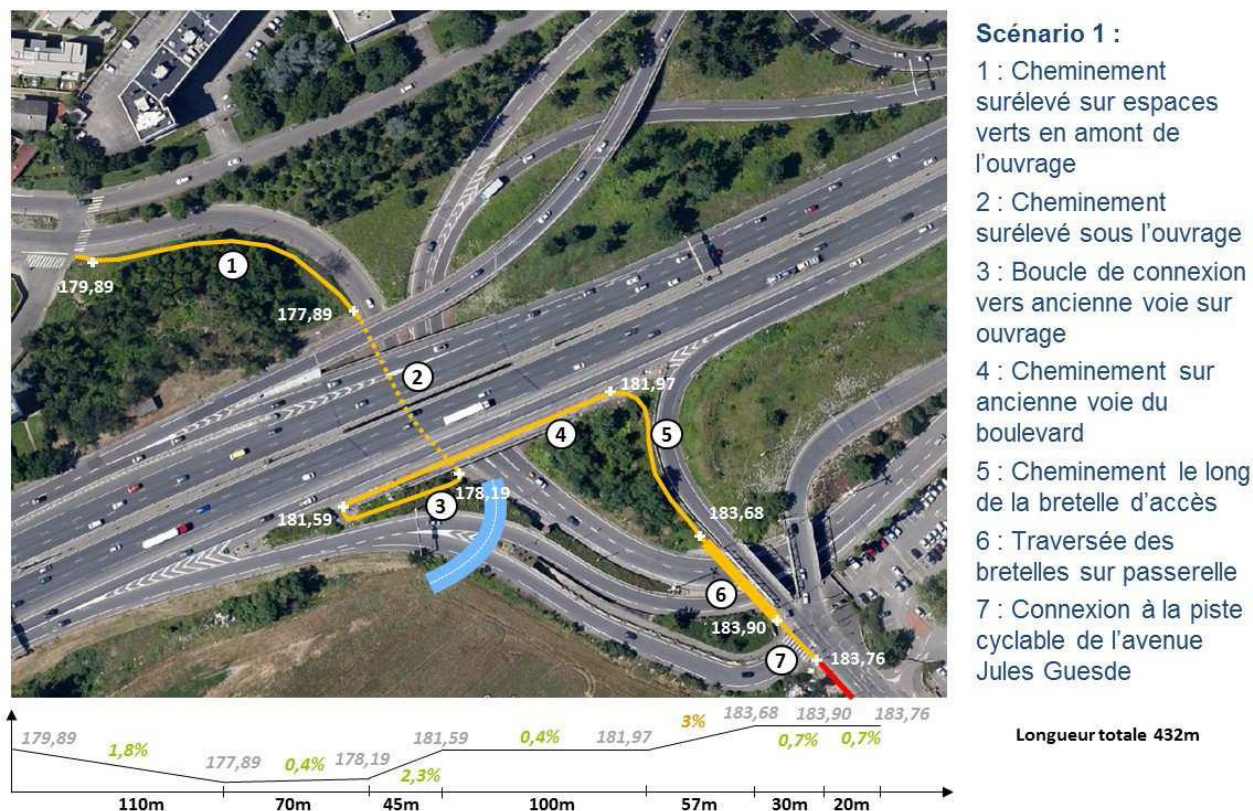 Scénario 1 :
1 : Cheminement
surélevé sur espaces
verts en amont de
l'ouvrage
2 : Cheminement
surélevé sous l'ouvrage
3 : Boucle de connexion
vers ancienne voie sur
ouvrage
4 : Cheminement sur
ancienne voie du
boulevard
5 : Cheminement le long
de la bretelle d'accès
6 : Traversée des
bretelles sur passerelle
7 : Connexion à la piste
cyclable de l'avenue
Jules Guesde
1
179,89
177,89
2
181,97
4
5
178,19
3
181,59
183,68
6
183,90
7
183,76
179,89 1,8% 177,89 0,4% 178,19 2,3% 181,59 0,4% 181,97 3% 183,68 0,7% 183,90 0,7% 183,76
110m 70m 45m 100m 57m 30m 20m
Longueur totale 432m